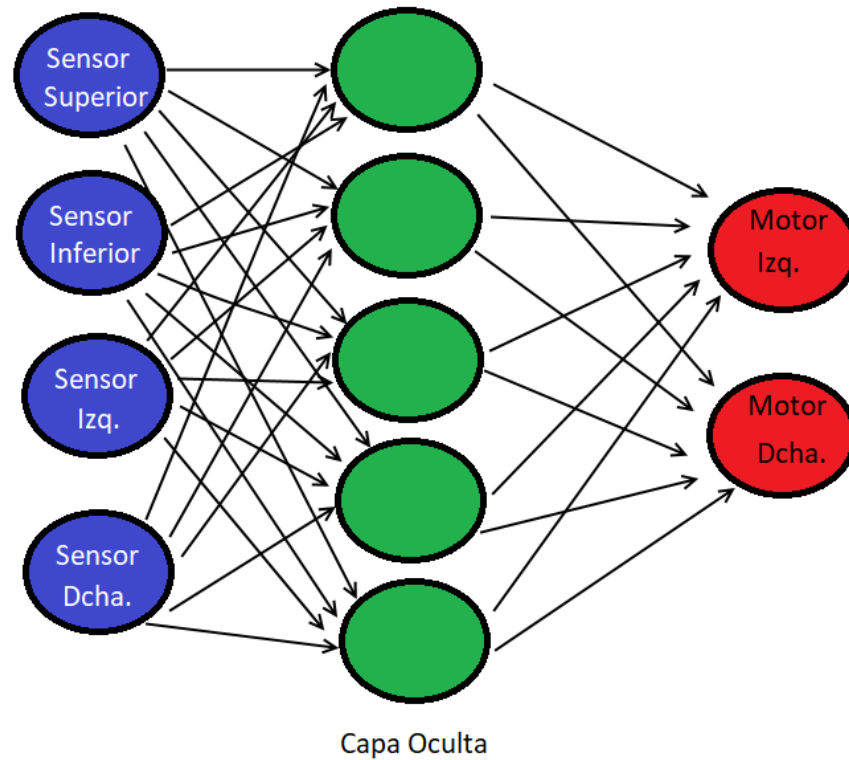 Sensor
Superior
Sensor
Inferior
Sensor
Izq.
Sensor
Dcha.
Motor
Izq.
Motor
Dcha.
Capa Oculta